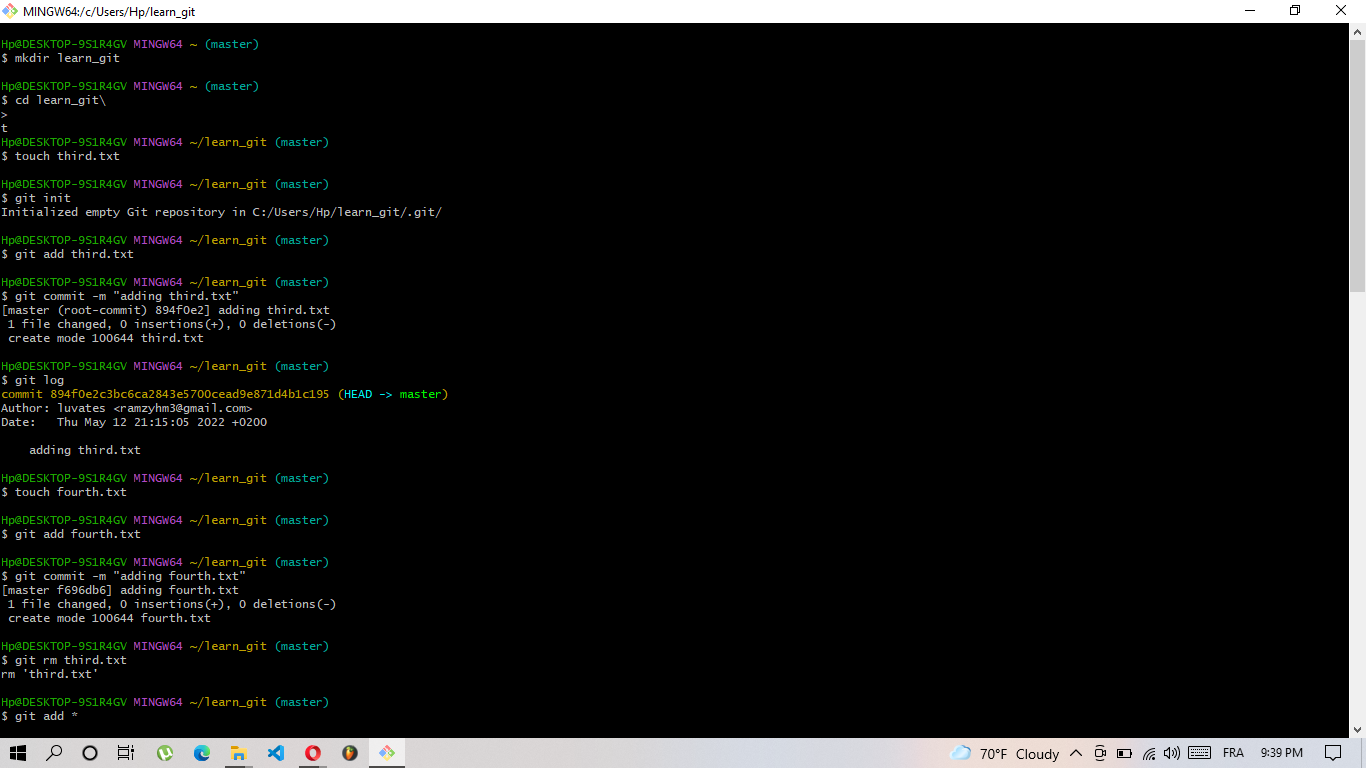 MINGW64:/c/Users/Hp/learn_git
Hp@DESKTOP-9S1R4GV MINGW64 ~ (master)
$ mkdir learn_git
Hp@DESKTOP-9S1R4GV MINGW64 ~ (master)
$ cd learn_git\
>
t
Hp@DESKTOP-9S1R4GV MINGW64 ~/learn_git (master)
$ touch third.txt
Hp@DESKTOP-9S1R4GV MINGW64 ~/learn_git (master)
$ git init
Initialized empty Git repository in C:/Users/Hp/learn_git/.git/
Hp@DESKTOP-9S1R4GV MINGW64 ~/learn_git (master)
$ git add third.txt
Hp@DESKTOP-9S1R4GV MINGW64 ~/learn_git (master)
$ git commit -m "adding third.txt"
[master (root-commit) 894f0e2] adding third.txt
 1 file changed, 0 insertions(+), 0 deletions(-)
 create mode 100644 third.txt
Hp@DESKTOP-9S1R4GV MINGW64 ~/learn_git (master)
$ git log
commit 894f0e2c3bc6ca2843e5700cead9e871d4b1c195 (HEAD -> master)
Author: luvates <ramzyhm3@gmail.com>
Date:   Thu May 12 21:15:05 2022 +0200
    adding third.txt
Hp@DESKTOP-9S1R4GV MINGW64 ~/learn_git (master)
$ touch fourth.txt
Hp@DESKTOP-9S1R4GV MINGW64 ~/learn_git (master)
$ git add fourth.txt
Hp@DESKTOP-9S1R4GV MINGW64 ~/learn_git (master)
$ git commit -m "adding fourth.txt"
[master f696db6] adding fourth.txt
 1 file changed, 0 insertions(+), 0 deletions(-)
 create mode 100644 fourth.txt
Hp@DESKTOP-9S1R4GV MINGW64 ~/learn_git (master)
$ git rm third.txt
rm 'third.txt'
Hp@DESKTOP-9S1R4GV MINGW64 ~/learn_git (master)
$ git add *
70°F Cloudy FRA 9:39 PM